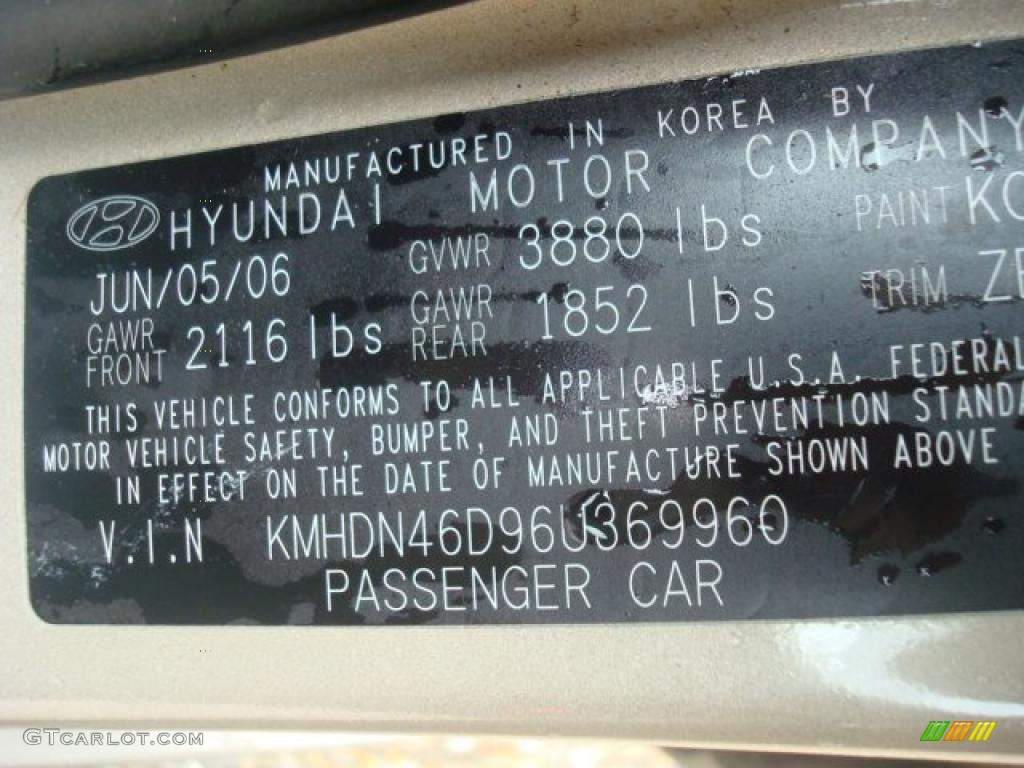 MANUFACTURED IN KOREA BY
HYUNDAI MOTOR COMPANY
JUN/05/06 GVWR 3880 lbs PAINT KO
GAWR FRONT 2116 lbs GAWR REAR 1852 lbs TRIM
THIS VEHICLE CONFORMS TO ALL APPLICABLE U.S.A. FEDERAL
MOTOR VEHICLE SAFETY, BUMPER, AND THEFT PREVENTION STANDA
IN EFFECT ON THE DATE OF MANUFACTURE SHOWN ABOVE
V.I.N KMHDN46D96U369960
PASSENGER CAR
GTCARLOT.COM